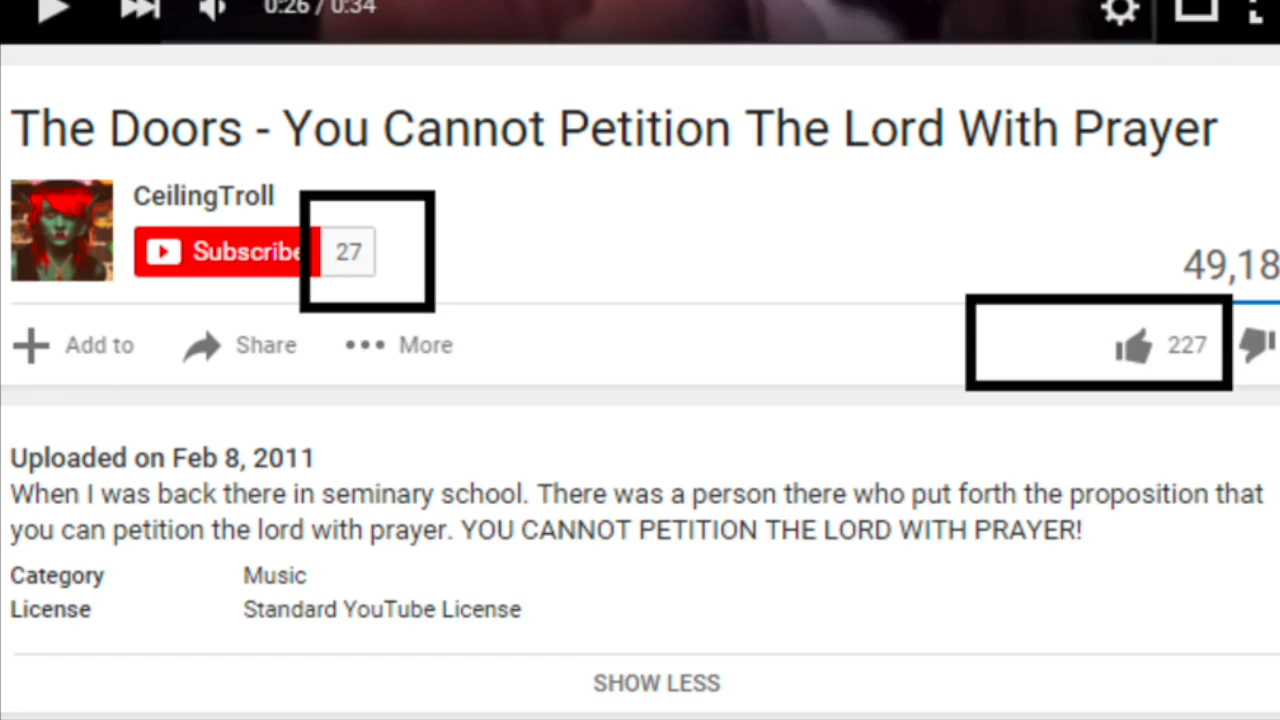 0:26 / 0:34
The Doors - You Cannot Petition The Lord With Prayer
CeilingTroll
Subscribe 27
49,18
Add to Share More 227
Uploaded on Feb 8, 2011
When I was back there in seminary school. There was a person there who put forth the proposition that
you can petition the lord with prayer. YOU CANNOT PETITION THE LORD WITH PRAYER!
Category Music
License Standard YouTube License
SHOW LESS